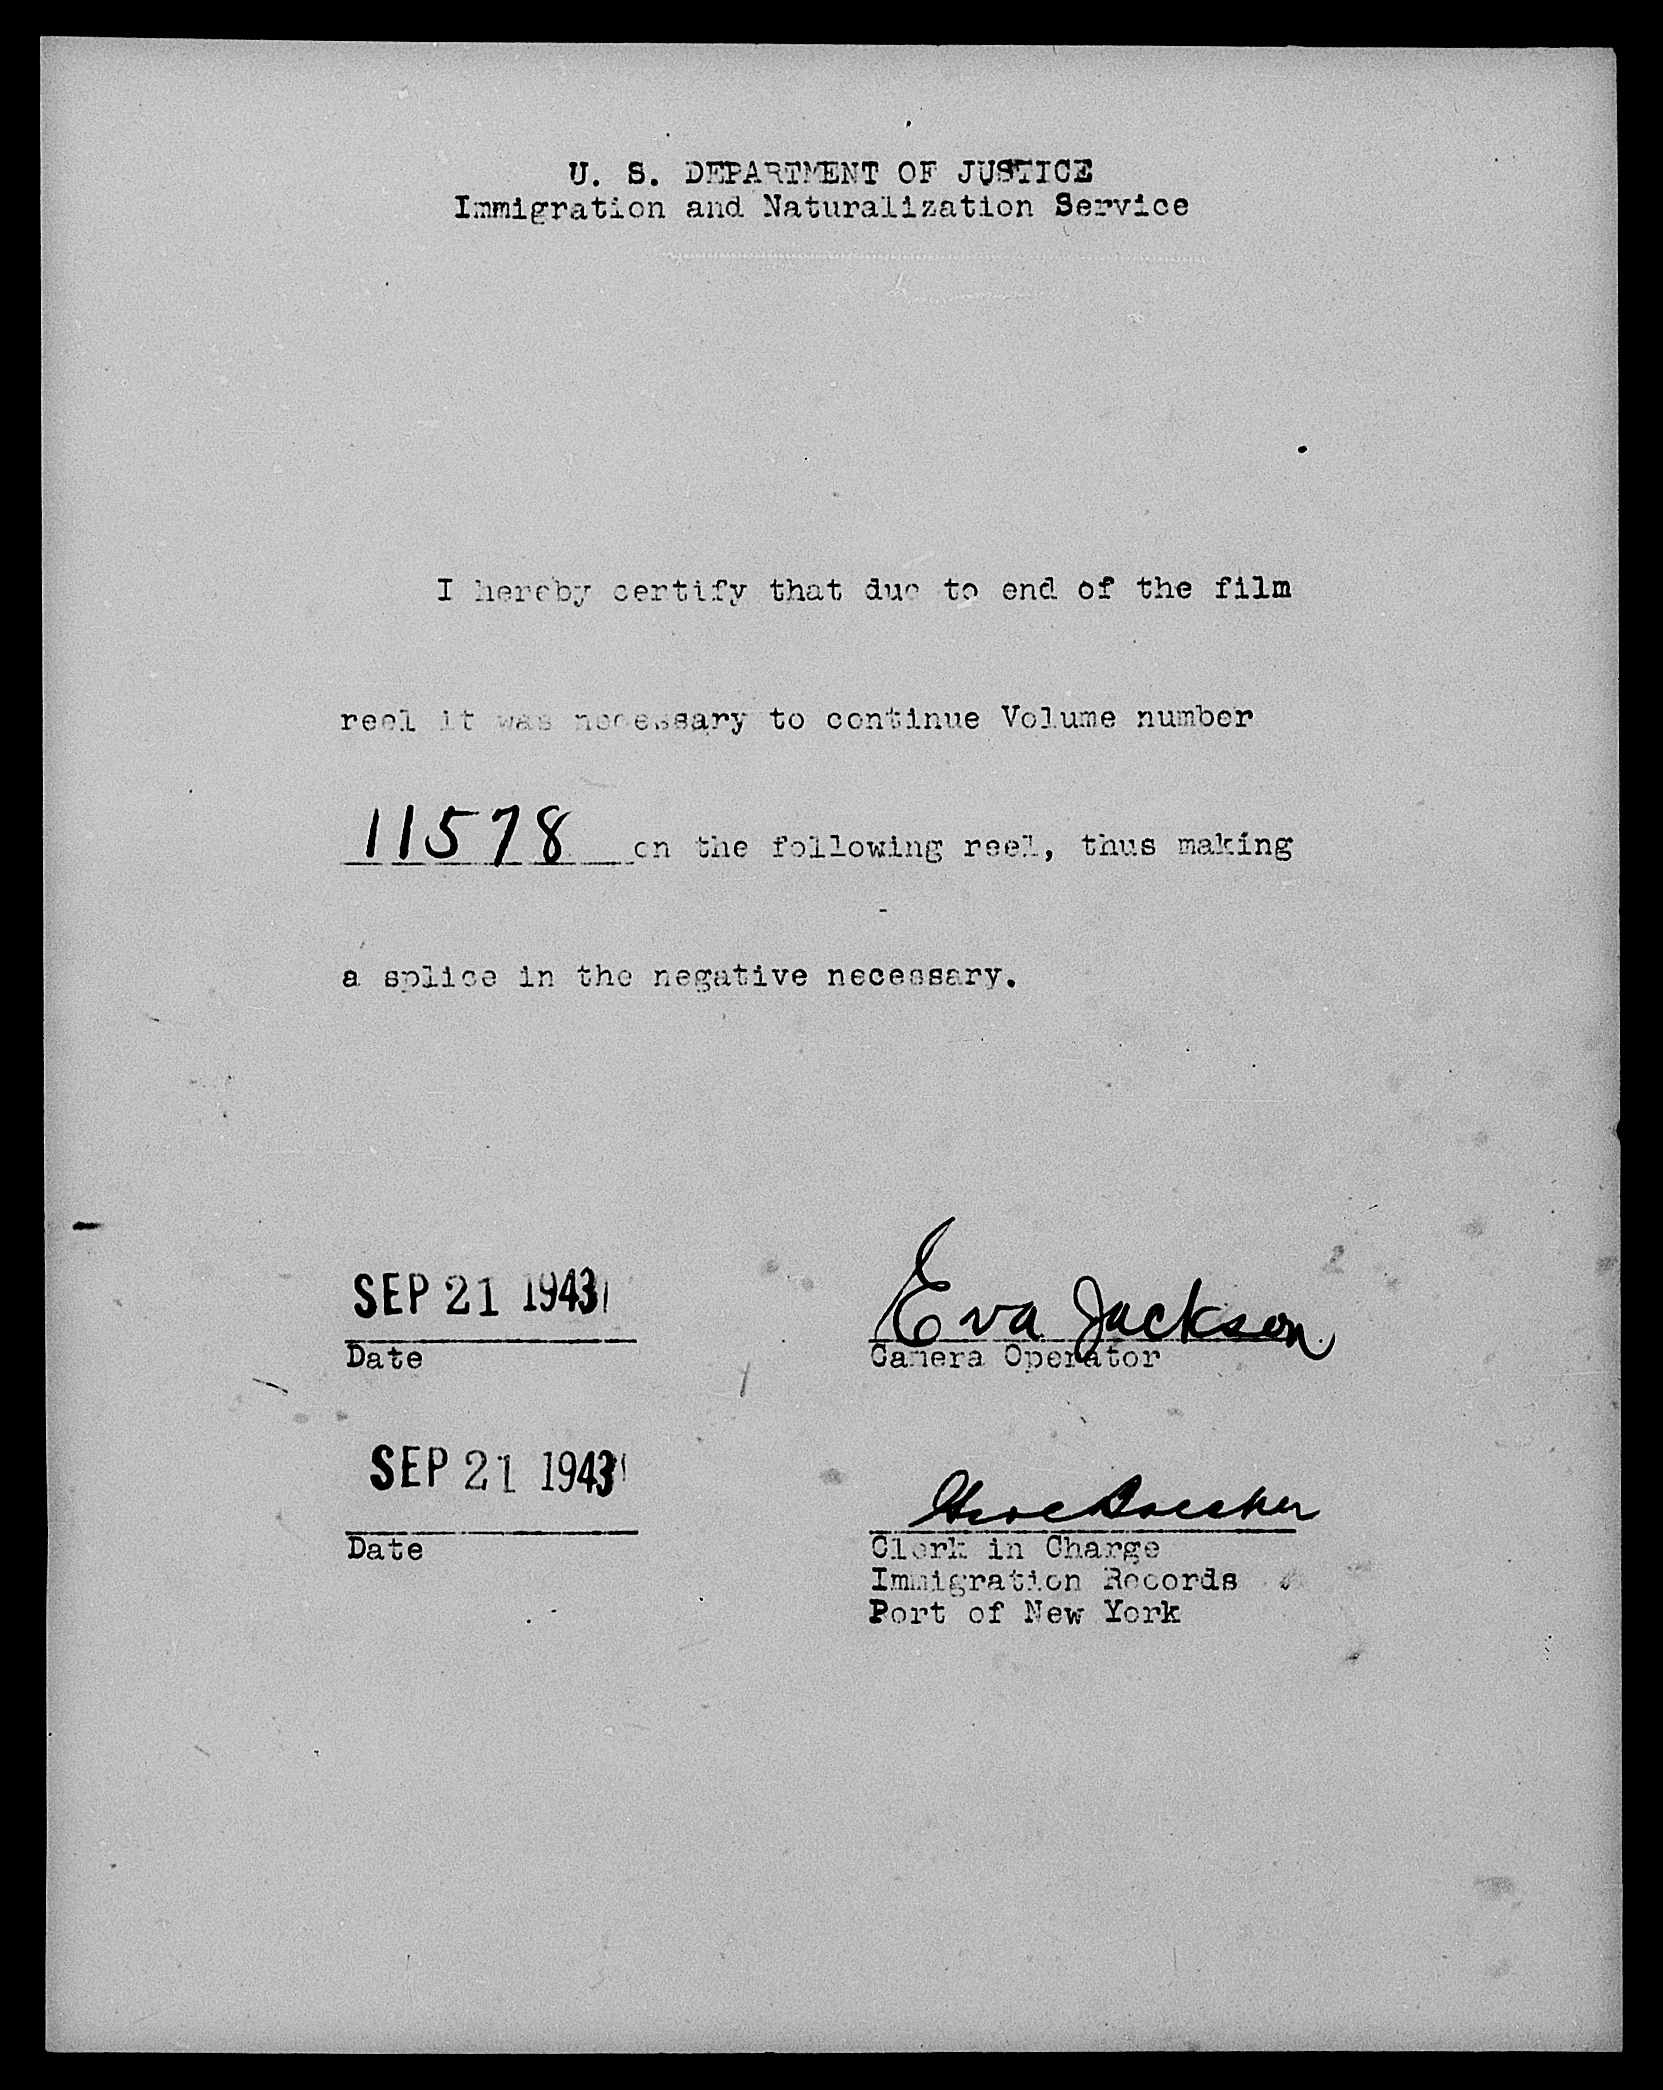 U. S. DEPARTMENT OF JUSTICE
Immigration and Naturalization Service
I hereby certify that due to end of the film
reel it was necessary to continue Volume number
11578 on the following reel, thus making
a splice in the negative necessary.
SEP 21 1943
Eva Jackson
Date
Camera Operator
SEP 21 1943
Date
Clerk in Charge
Immigration Records
Port of New York